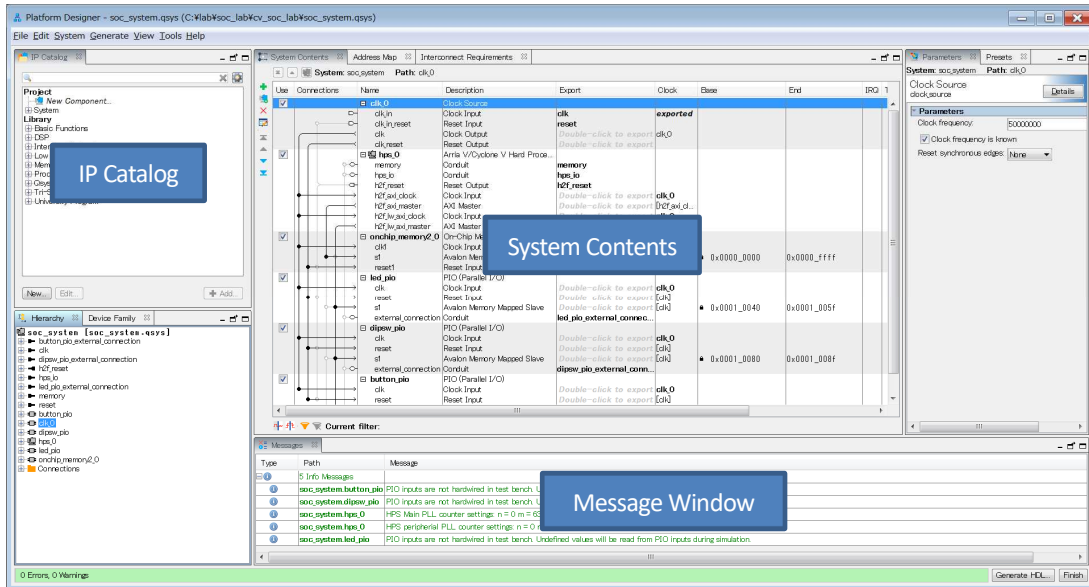 Platform Designer - soc_system.qsys (C:¥lab¥soc_lab¥cv_soc_lab¥soc_system.qsys)
File Edit System Generate View Tools Help
IP Catalog
Project
New Component...
System
Library
Basic Functions
DSP
Low
IP Catalog
New... Edit... Add...
Hierarchy Device Family
soc_system [soc_system.qsys]
button_pio_external_connection
clk
dipsw_pio_external_connection
h2f_reset
hps_io
led_pio_external_connection
memory
reset
button_pio
clk_0
dipsw_pio
hps_0
led_pio
onchip_memory2_0
Connections
System Contents Address Map Interconnect Requirements
System: soc_system Path: clk_0
Use Connections Name Description Export Clock Base End IRQ
clk_0 Clock Source
clk_in Clock Input clk exported
clk_in_reset Reset Input reset
clk Clock Output Double-click to export clk_0
clk_reset Reset Output Double-click to export
hps_0 Arria V/Cyclone V Hard Proce...
memory Conduit memory
hps_io Conduit hps_io
h2f_reset Reset Output h2f_reset
h2f_axi_clock Clock Input Double-click to export clk_0
h2f_axi_master AXI Master Double-click to export [h2f_axi_cl...
h2f_lw_axi_clock Clock Input
h2f_lw_axi_master AXI Master
onchip_memory2_0
clk1 Clock Input
s1 Avalon 0x0000_0000 0x0000_ffff
reset1 Reset Input
System Contents
led_pio PIO (Parallel I/O)
clk Clock Input Double-click to export clk_0
reset Reset Input Double-click to export [clk]
s1 Avalon Memory Mapped Slave Double-click to export [clk] 0x0001_0040 0x0001_005f
external_connection Conduit led_pio_external_connec...
dipsw_pio PIO (Parallel I/O)
clk Clock Input Double-click to export clk_0
reset Reset Input Double-click to export [clk]
s1 Avalon Memory Mapped Slave Double-click to export [clk] 0x0001_0080 0x0001_008f
external_connection Conduit dipsw_pio_external_conn...
button_pio PIO (Parallel I/O)
clk Clock Input Double-click to export clk_0
reset Reset Input Double-click to export [clk]
Current filter:
Parameters Presets
System: soc_system Path: clk_0
Clock Source
clock_source
Details
Parameters
Clock frequency: 50000000
Clock frequency is known
Reset synchronous edges: None
Messages
Type Path Message
5 Info Messages
soc_system.button_pio PIO inputs are not hardwired in test bench.
soc_system.dipsw_pio PIO inputs are not hardwired in test bench.
soc_system.hps_0 HPS Main PLL counter settings: n = 0 m = 63
soc_system.hps_0 HPS peripherial PLL counter settings: n = 0
soc_system.led_pio PIO inputs are not hardwired in test bench. Undefined values will be read from PIO inputs during simulation.
Message Window
0 Errors, 0 Warnings
Generate HDL... Finish